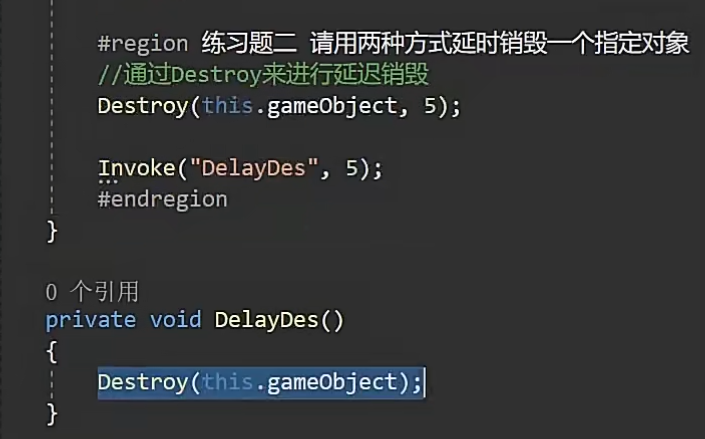 #region 练习题二 请用两种方式延时销毁一个指定对象
//通过Destroy来进行延迟销毁
Destroy(this.gameObject, 5);
Invoke("DelayDes", 5);
#endregion
}
0 个引用
private void DelayDes()
{
Destroy(this.gameObject);
}